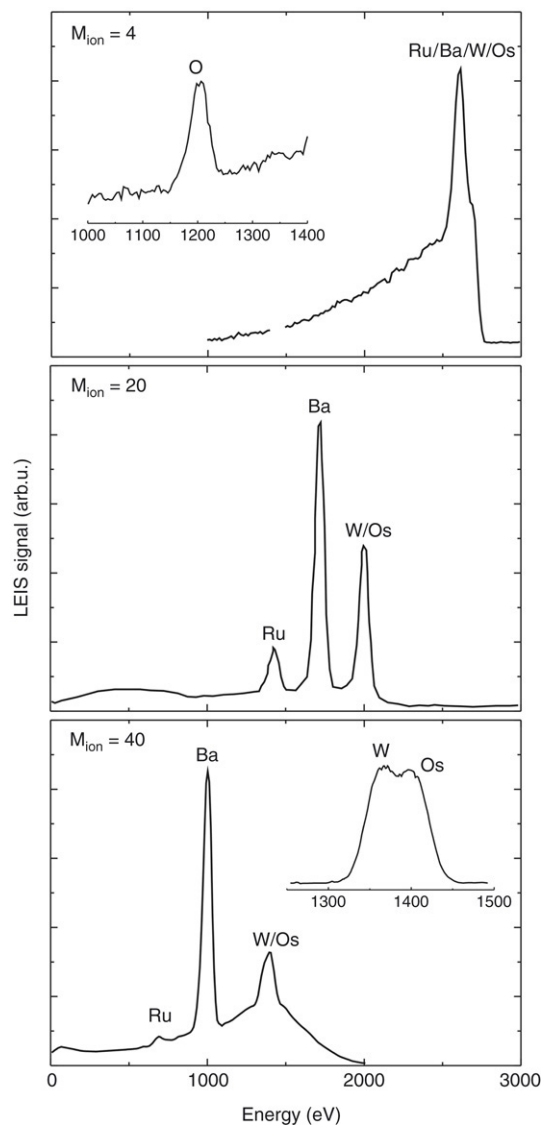 M_ion = 4
Ru/Ba/W/Os
O
1000 1100 1200 1300 1400
M_ion = 20
Ba
W/Os
Ru
LEIS signal (arb.u.)
M_ion = 40
Ba
W
Os
1300 1400 1500
W/Os
Ru
0 1000 2000 3000
Energy (eV)